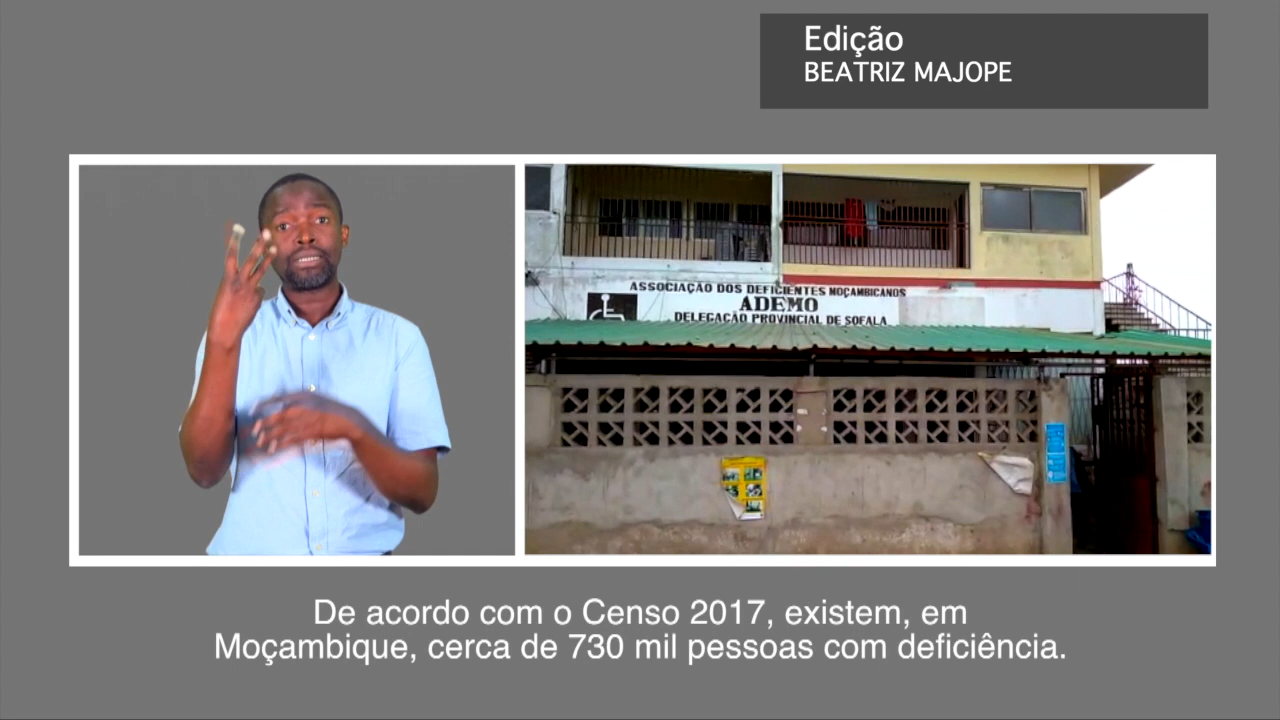 Edição
BEATRIZ MAJOPE
ASSOCIAÇÃO DOS DEFICIENTES MOÇAMBICANOS
ADEMO
DELEGAÇÃO PROVINCIAL DE SOFALA
De acordo com o Censo 2017, existem, em
Moçambique, cerca de 730 mil pessoas com deficiência.